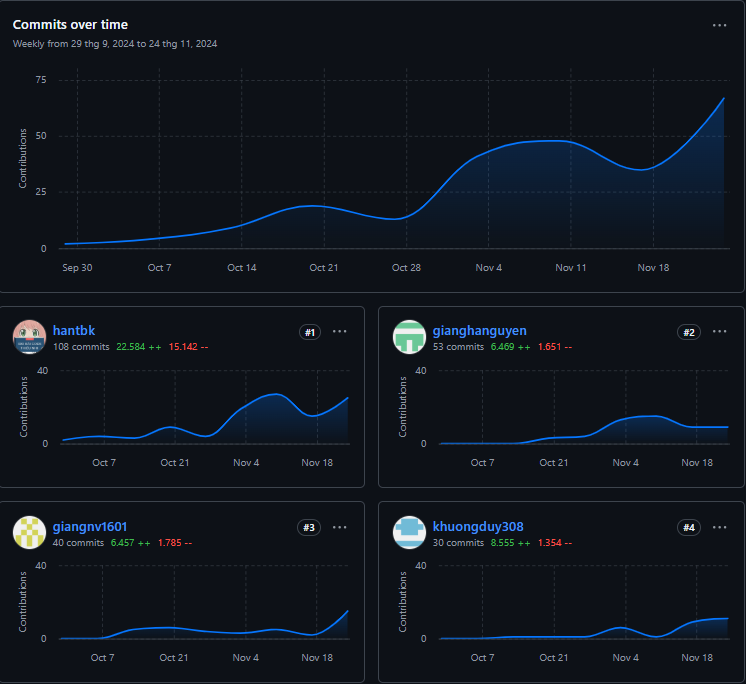 Commits over time
Weekly from 29 thg 9, 2024 to 24 thg 11, 2024
Contributions
75
50
25
0
Sep 30 Oct 7 Oct 14 Oct 21 Oct 28 Nov 4 Nov 11 Nov 18
hantbk #1
108 commits 22.584 ++ 15.142 --
Contributions
40
0
Oct 7 Oct 21 Nov 4 Nov 18
gianghanguyen #2
53 commits 6.469 ++ 1.651 --
Contributions
40
0
Oct 7 Oct 21 Nov 4 Nov 18
giangnv1601 #3
40 commits 6.457 ++ 1.785 --
Contributions
40
0
Oct 7 Oct 21 Nov 4 Nov 18
khuongduy308 #4
30 commits 8.555 ++ 1.354 --
Contributions
40
0
Oct 7 Oct 21 Nov 4 Nov 18